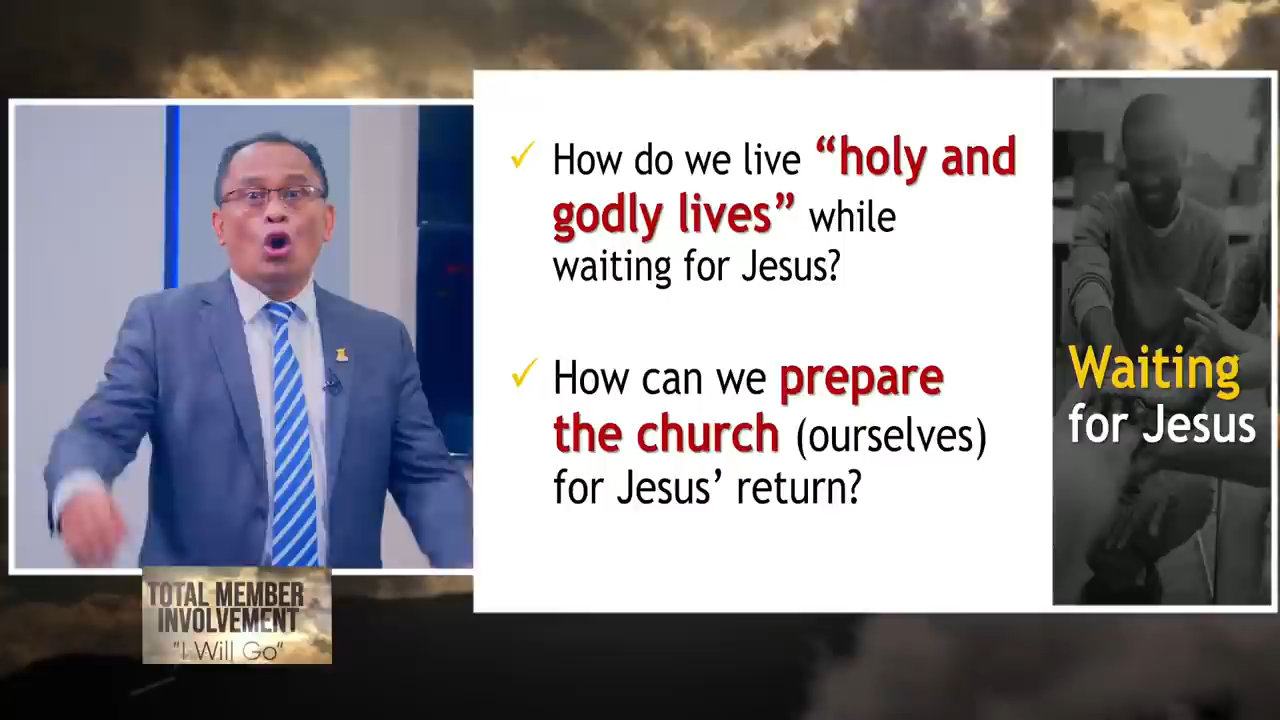 How do we live “holy and
godly lives” while
waiting for Jesus?
How can we prepare
the church (ourselves)
for Jesus’ return?
Waiting
for Jesus
TOTAL MEMBER
INVOLVEMENT
"I Will Go"